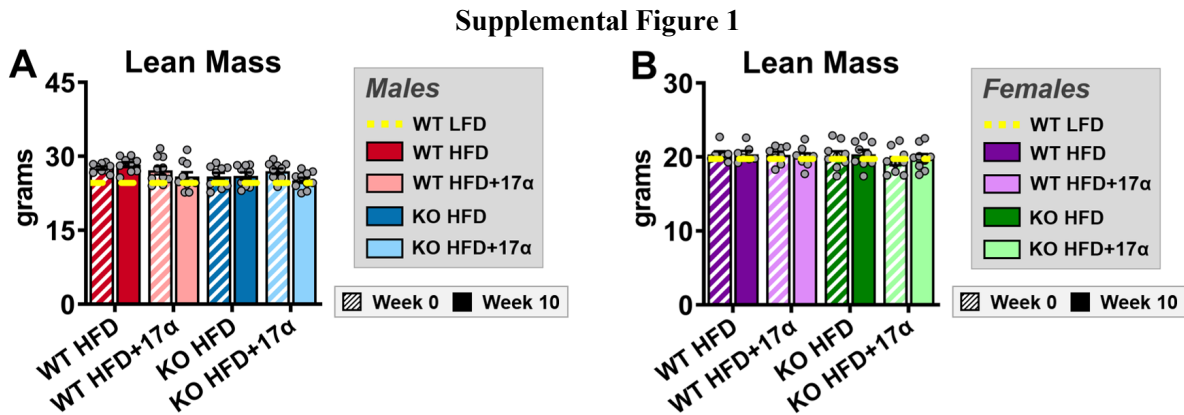 Supplemental Figure 1
A
Lean Mass
grams
45
30
15
0
WT HFD
WT HFD+17α
KO HFD
KO HFD+17α
Males
WT LFD
WT HFD
WT HFD+17α
KO HFD
KO HFD+17α
Week 0 Week 10
B
Lean Mass
grams
30
20
10
0
WT HFD
WT HFD+17α
KO HFD
KO HFD+17α
Females
WT LFD
WT HFD
WT HFD+17α
KO HFD
KO HFD+17α
Week 0 Week 10